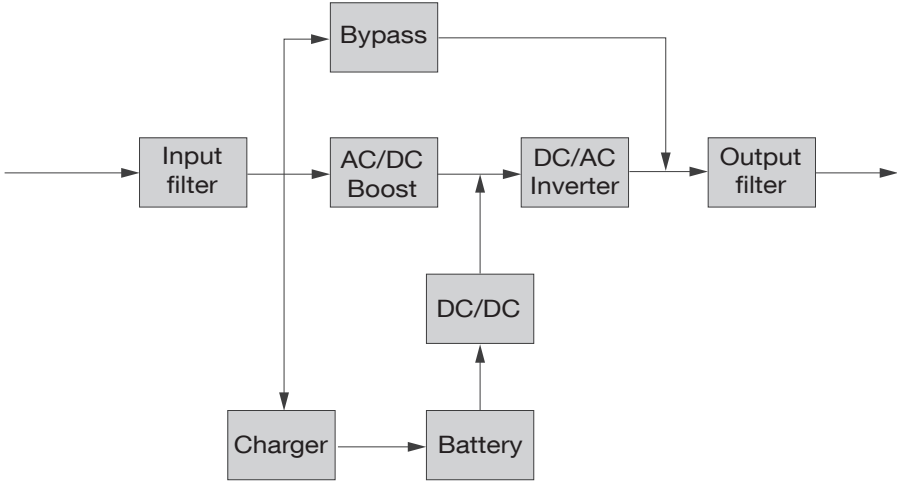 Bypass
Input
filter
AC/DC
Boost
DC/AC
Inverter
Output
filter
DC/DC
Charger
Battery